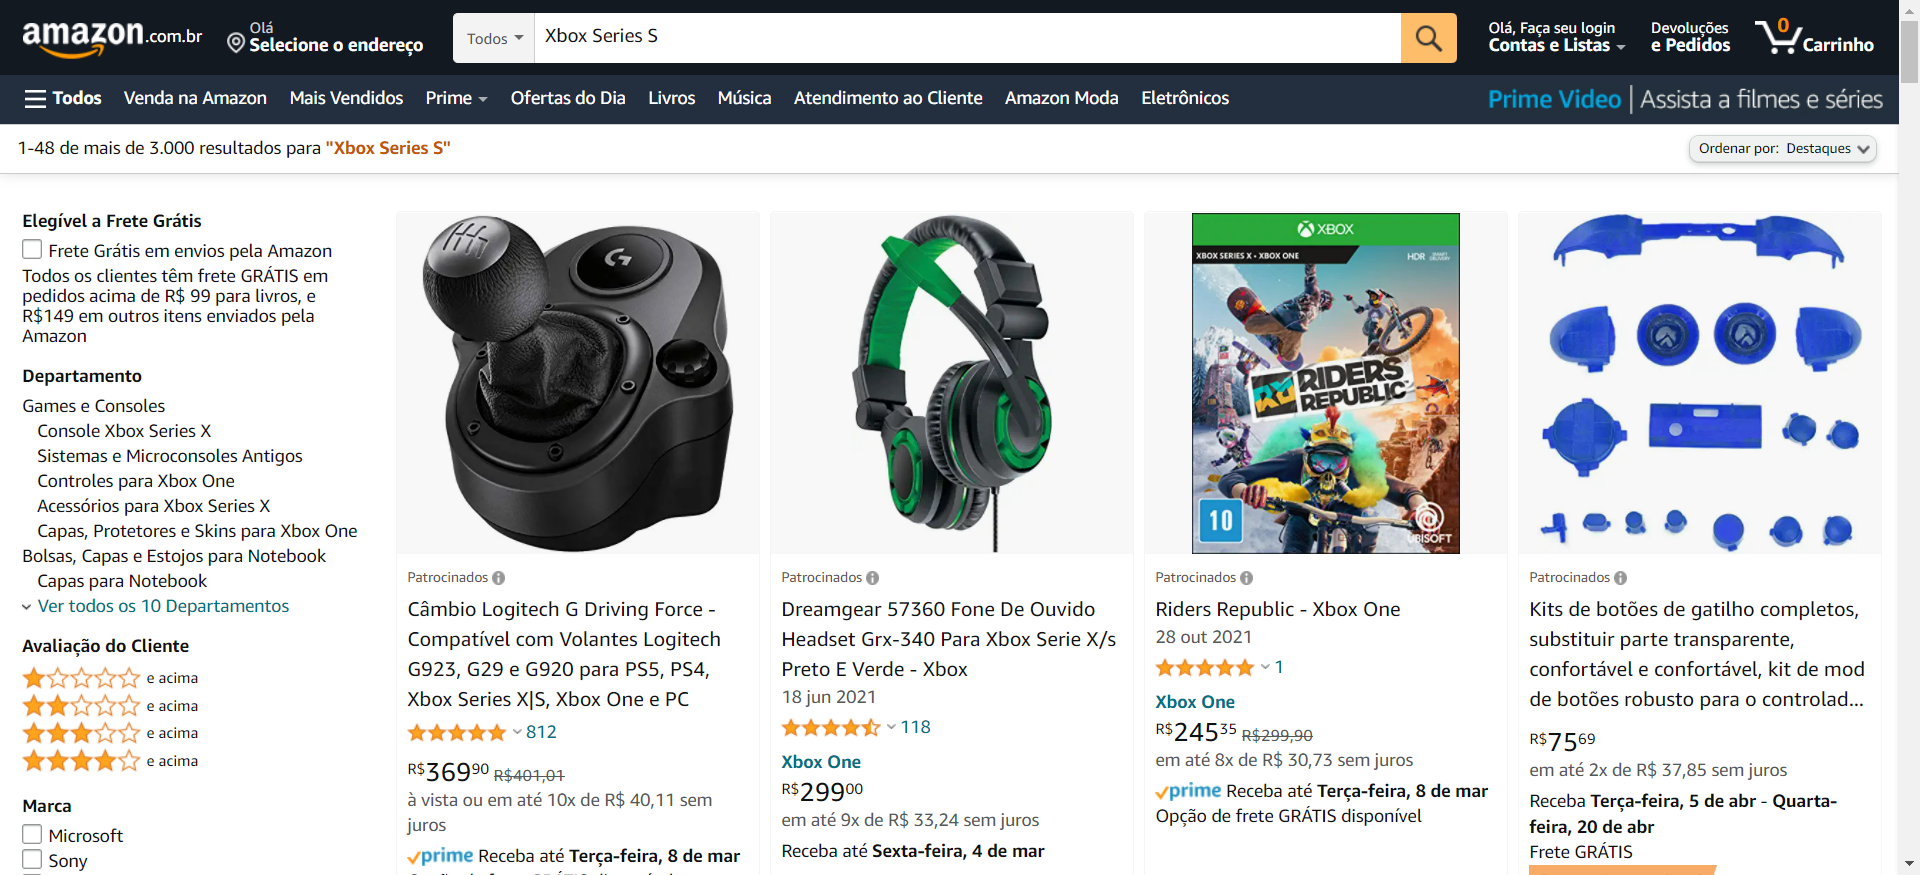 amazon.com.br
Olá
Selecione o endereço
Todos
Xbox Series S
Olá, Faça seu login
Contas e Listas
Devoluções
e Pedidos
0
Carrinho
Todos
Venda na Amazon
Mais Vendidos
Prime
Ofertas do Dia
Livros
Música
Atendimento ao Cliente
Amazon Moda
Eletrônicos
Prime Video | Assista a filmes e séries
1-48 de mais de 3.000 resultados para "Xbox Series S"
Ordenar por: Destaques
Elegível a Frete Grátis
Frete Grátis em envios pela Amazon
Todos os clientes têm frete GRÁTIS em
pedidos acima de R$ 99 para livros, e
R$149 em outros itens enviados pela
Amazon
Departamento
Games e Consoles
Console Xbox Series X
Sistemas e Microconsoles Antigos
Controles para Xbox One
Acessórios para Xbox Series X
Capas, Protetores e Skins para Xbox One
Bolsas, Capas e Estojos para Notebook
Capas para Notebook
Ver todos os 10 Departamentos
Avaliação do Cliente
e acima
e acima
e acima
e acima
Marca
Microsoft
Sony
Patrocinados
Câmbio Logitech G Driving Force -
Compatível com Volantes Logitech
G923, G29 e G920 para PS5, PS4,
Xbox Series X|S, Xbox One e PC
812
R$369 90 R$401,01
à vista ou em até 10x de R$ 40,11 sem
juros
prime Receba até Terça-feira, 8 de mar
Patrocinados
Dreamgear 57360 Fone De Ouvido
Headset Grx-340 Para Xbox Serie X/s
Preto E Verde - Xbox
18 jun 2021
118
Xbox One
R$299 00
em até 9x de R$ 33,24 sem juros
Receba até Sexta-feira, 4 de mar
XBOX
XBOX SERIES X • XBOX ONE
HDR
SMART DELIVERY
RIDERS
REPUBLIC
10
UBISOFT
Patrocinados
Riders Republic - Xbox One
28 out 2021
1
Xbox One
R$245 35 R$299,90
em até 8x de R$ 30,73 sem juros
prime Receba até Terça-feira, 8 de mar
Opção de frete GRÁTIS disponível
Patrocinados
Kits de botões de gatilho completos,
substituir parte transparente,
confortável e confortável, kit de mod
de botões robusto para o controlad...
R$75 69
em até 2x de R$ 37,85 sem juros
Receba Terça-feira, 5 de abr - Quarta-
feira, 20 de abr
Frete GRÁTIS